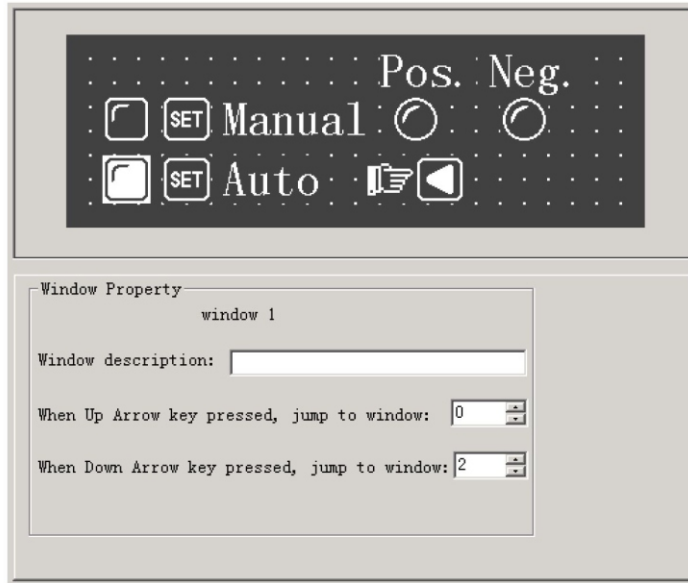 Pos. Neg.
SET Manual
SET Auto
Window Property
window 1
Window description:
When Up Arrow key pressed, jump to window: 0
When Down Arrow key pressed, jump to window: 2